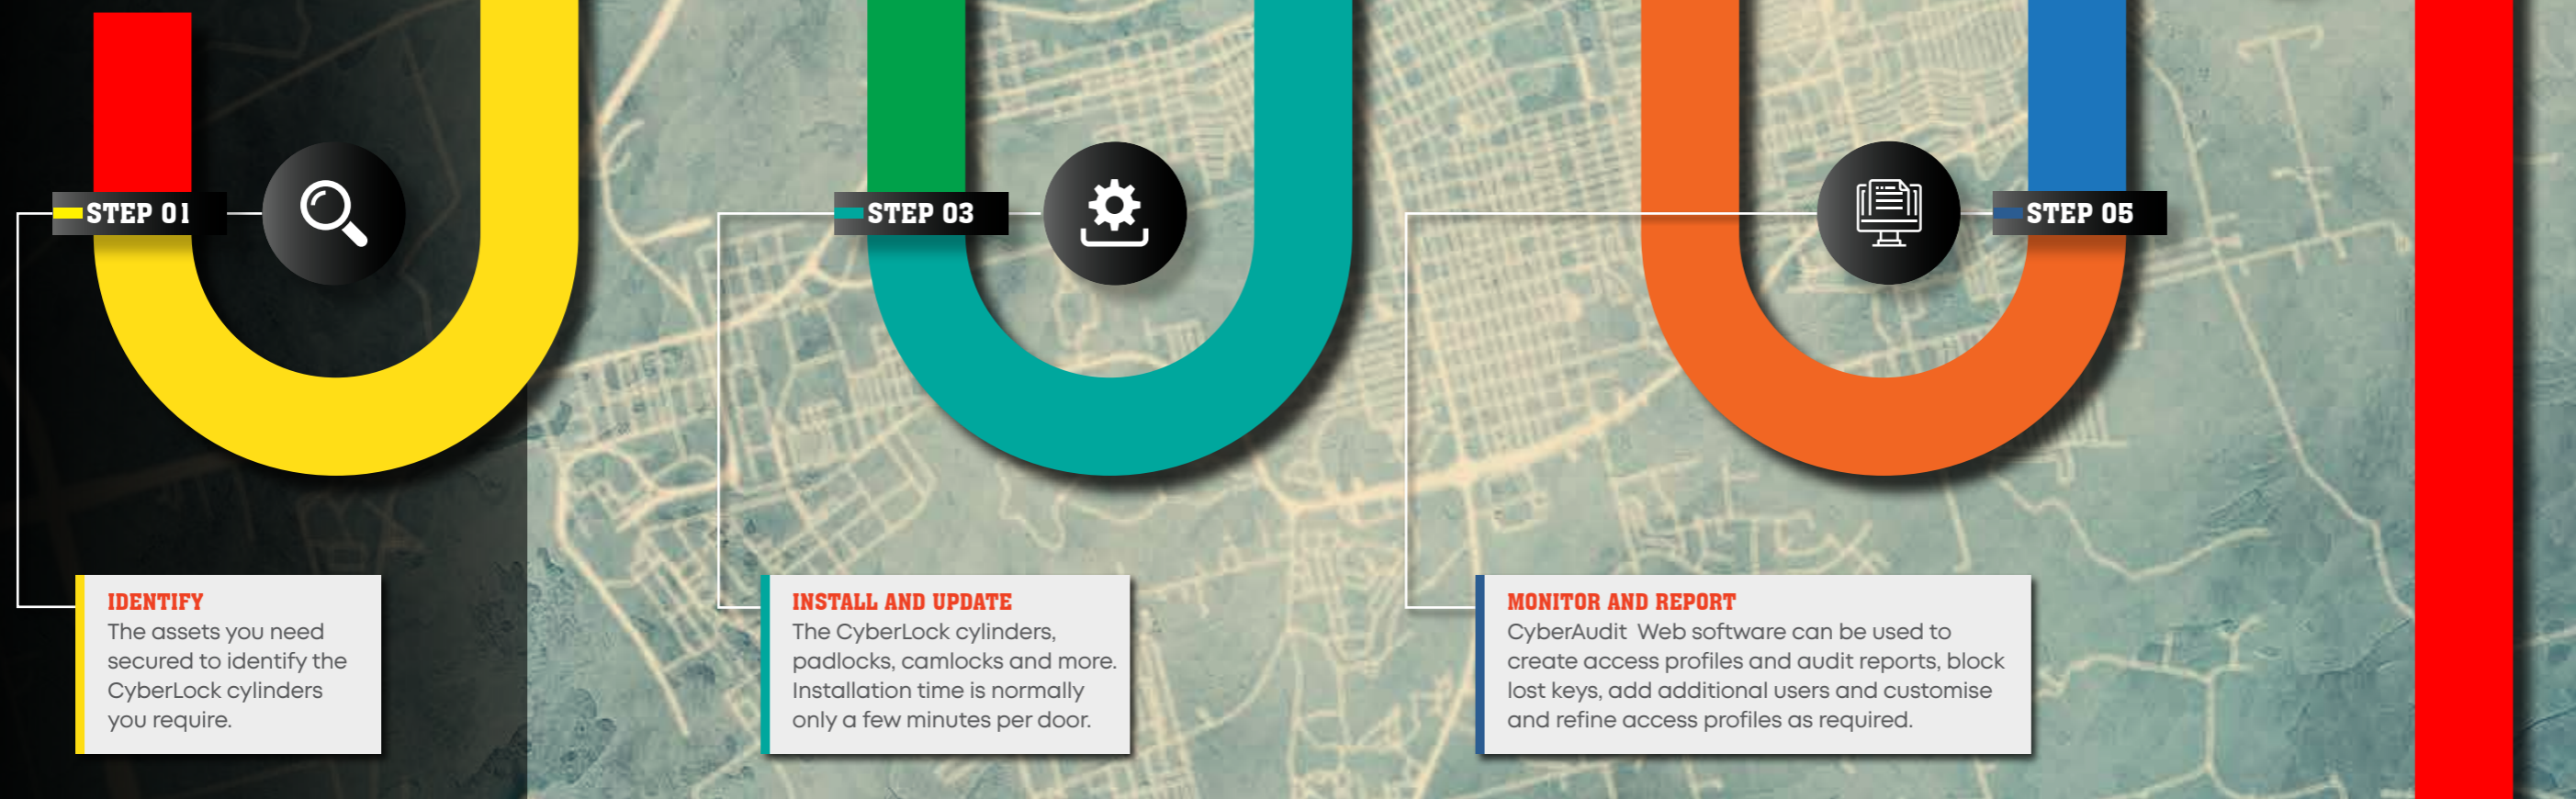 STEP 01
STEP 03
STEP 05
IDENTIFY
The assets you need
secured to identify the
CyberLock cylinders
you require.
INSTALL AND UPDATE
The CyberLock cylinders,
padlocks, camlocks and more.
Installation time is normally
only a few minutes per door.
MONITOR AND REPORT
CyberAudit Web software can be used to
create access profiles and audit reports, block
lost keys, add additional users and customise
and refine access profiles as required.